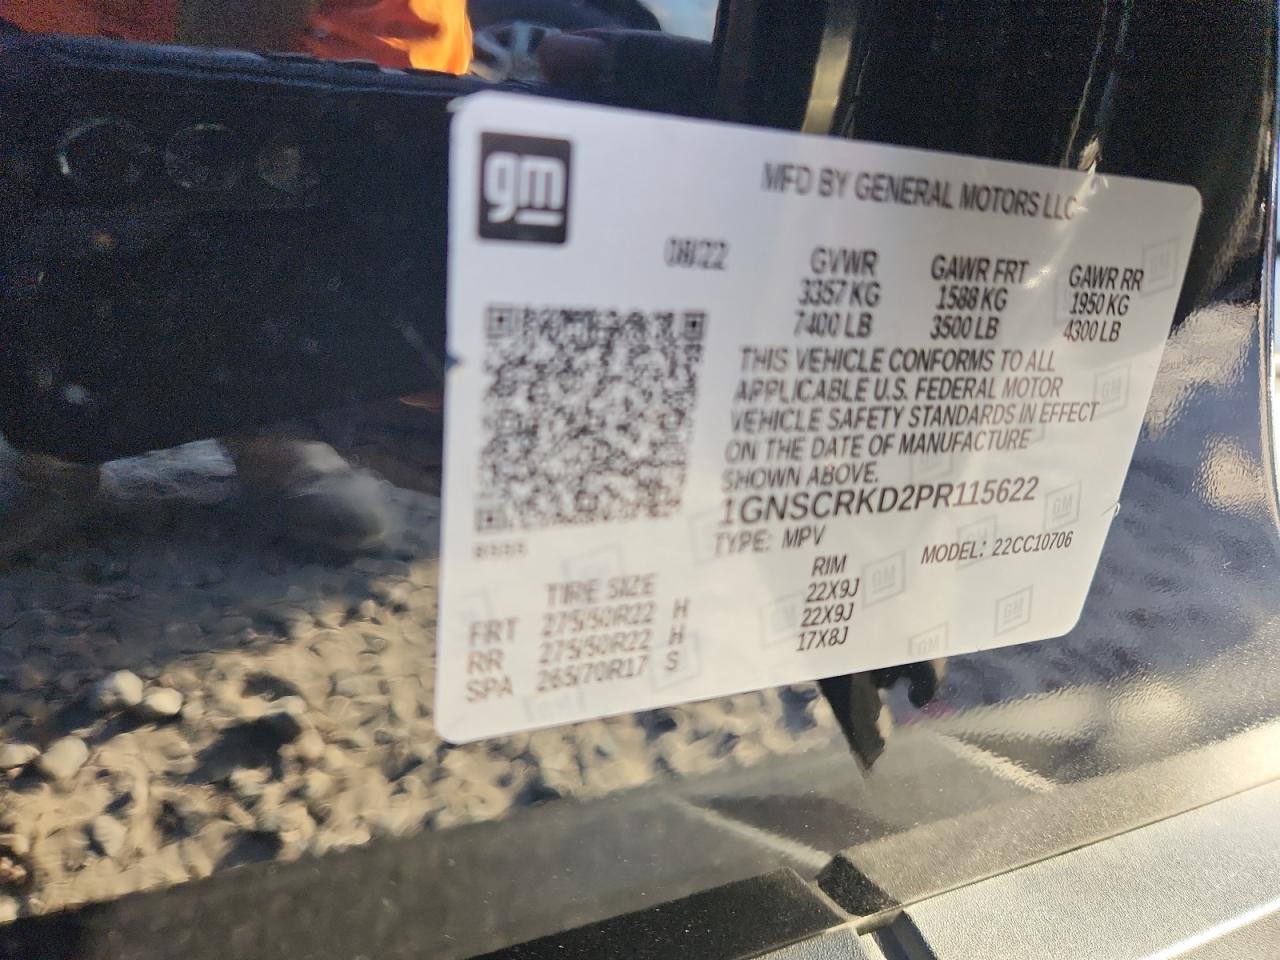 gm
MFD BY GENERAL MOTORS LLC
08/22
GVWR GAWR FRT GAWR RR
3357 KG 1588 KG 1950 KG
7400 LB 3500 LB 4300 LB
THIS VEHICLE CONFORMS TO ALL
APPLICABLE U.S. FEDERAL MOTOR
VEHICLE SAFETY STANDARDS IN EFFECT
ON THE DATE OF MANUFACTURE
SHOWN ABOVE.
1GNSCRKD2PR115622
TYPE: MPV MODEL: 22CC10706
TIRE SIZE RIM
FRT 275/50R22 H 22X9J
RR 275/50R22 H 22X9J
SPA 265/70R17 S 17X8J